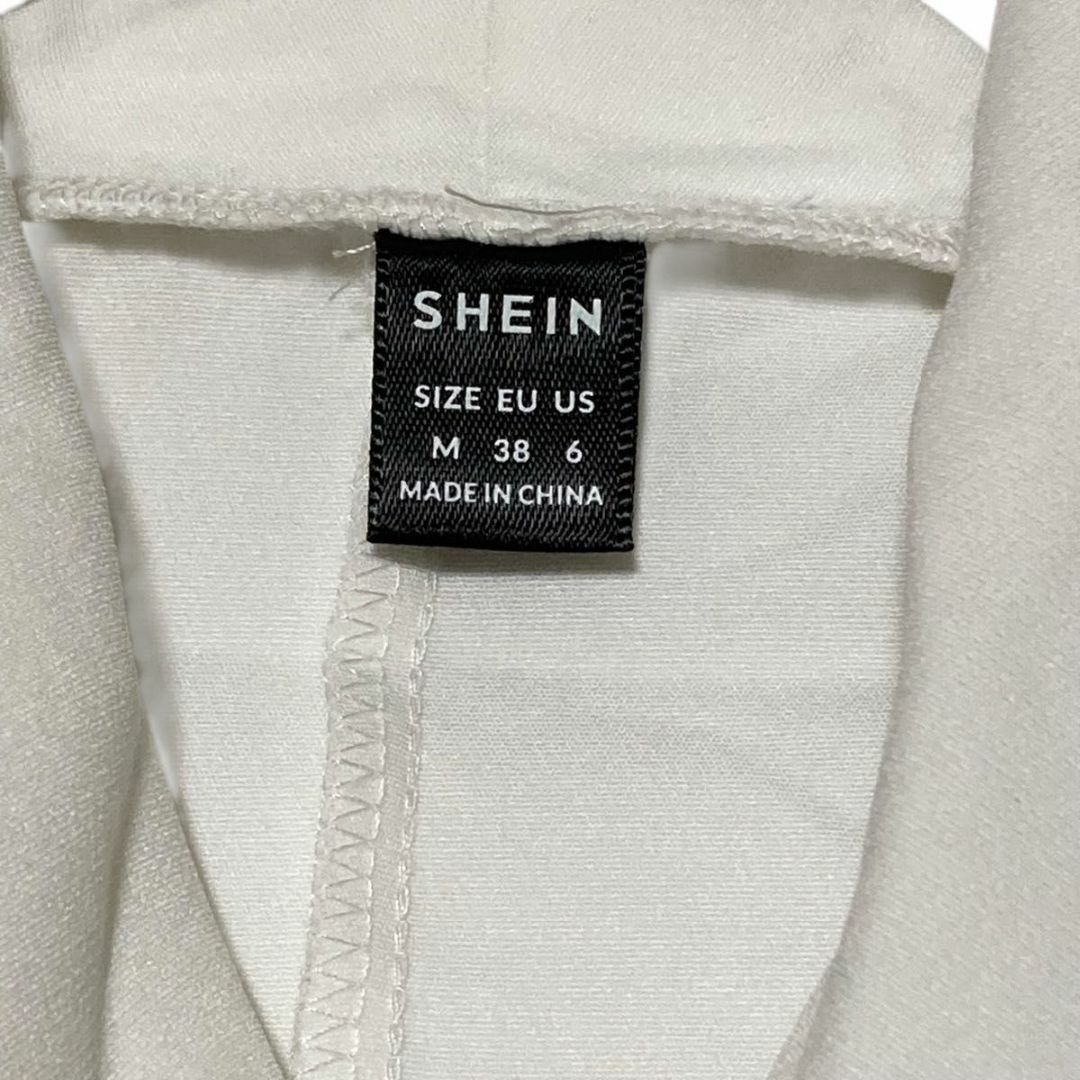 SHEIN
SIZE EU US
M 38 6
MADE IN CHINA